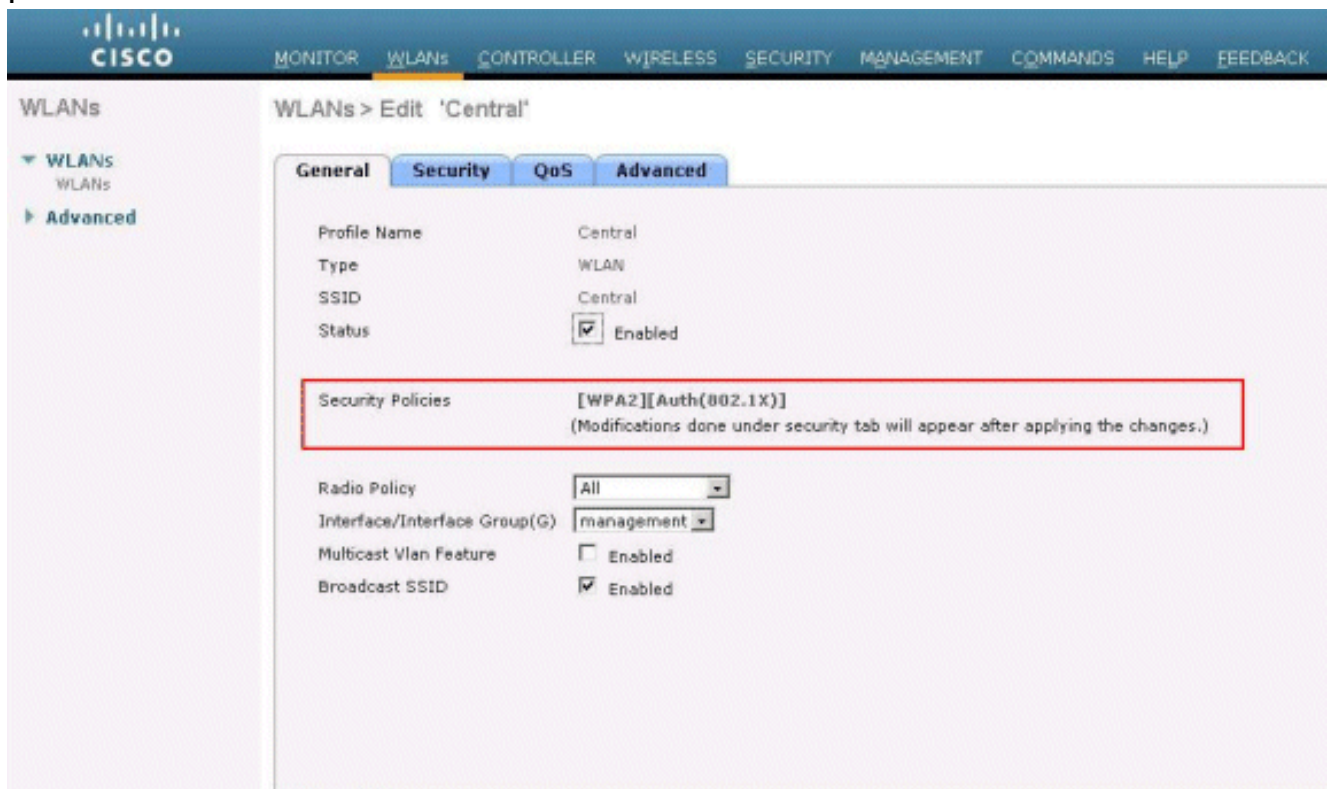 CISCO
MONITOR WLANs CONTROLLER WIRELESS SECURITY MANAGEMENT COMMANDS HELP FEEDBACK
WLANs
WLANs
WLANs
Advanced
WLANs > Edit 'Central'
General Security QoS Advanced
Profile Name Central
Type WLAN
SSID Central
Status Enabled
Security Policies [WPA2][Auth(802.1X)]
(Modifications done under security tab will appear after applying the changes.)
Radio Policy All
Interface/Interface Group(G) management
Multicast Vlan Feature Enabled
Broadcast SSID Enabled